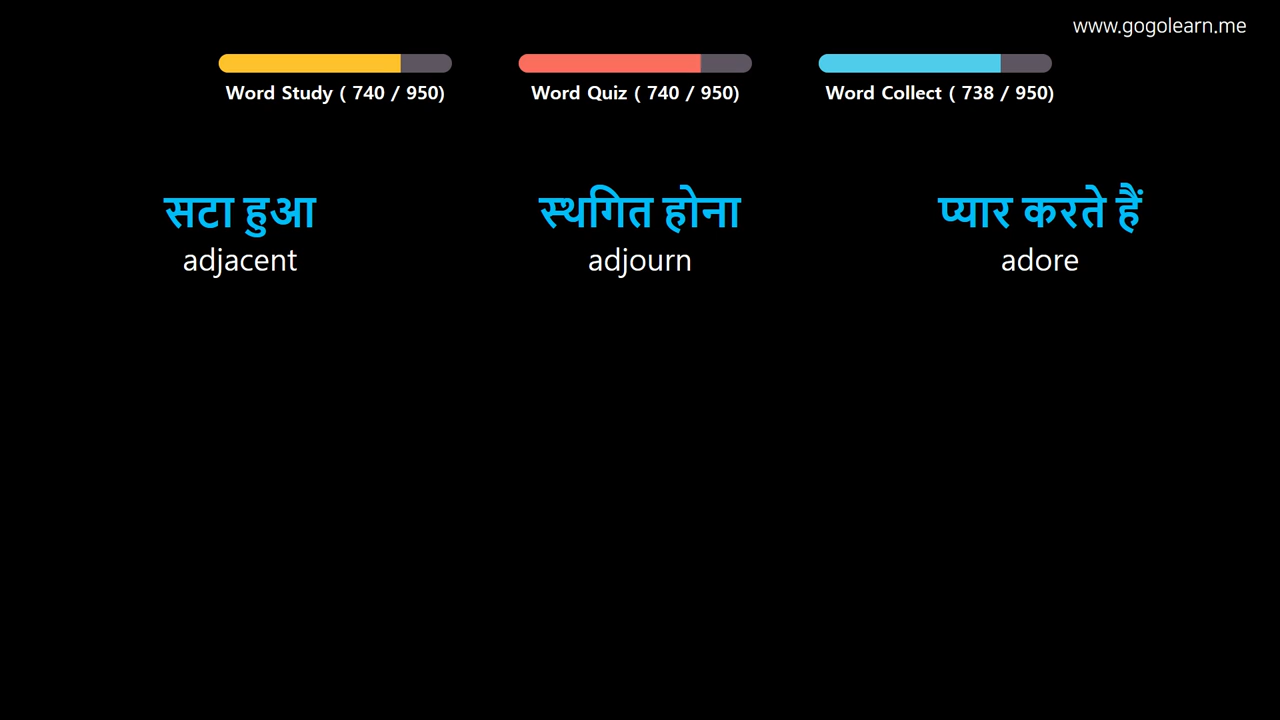 www.gogolearn.me
Word Study ( 740 / 950)
Word Quiz ( 740 / 950)
Word Collect ( 738 / 950)
सटा हुआ
adjacent
स्थगित होना
adjourn
प्यार करते हैं
adore